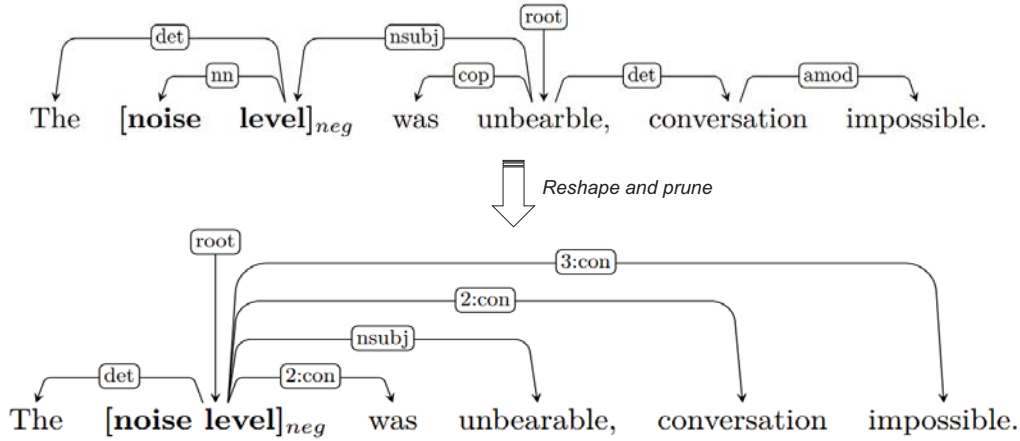 root
det nsubj
nn cop det amod
The [noise level]neg was unbearble, conversation impossible.
Reshape and prune
root
3:con
2:con
nsubj
det 2:con
The [noise level]neg was unbearable, conversation impossible.